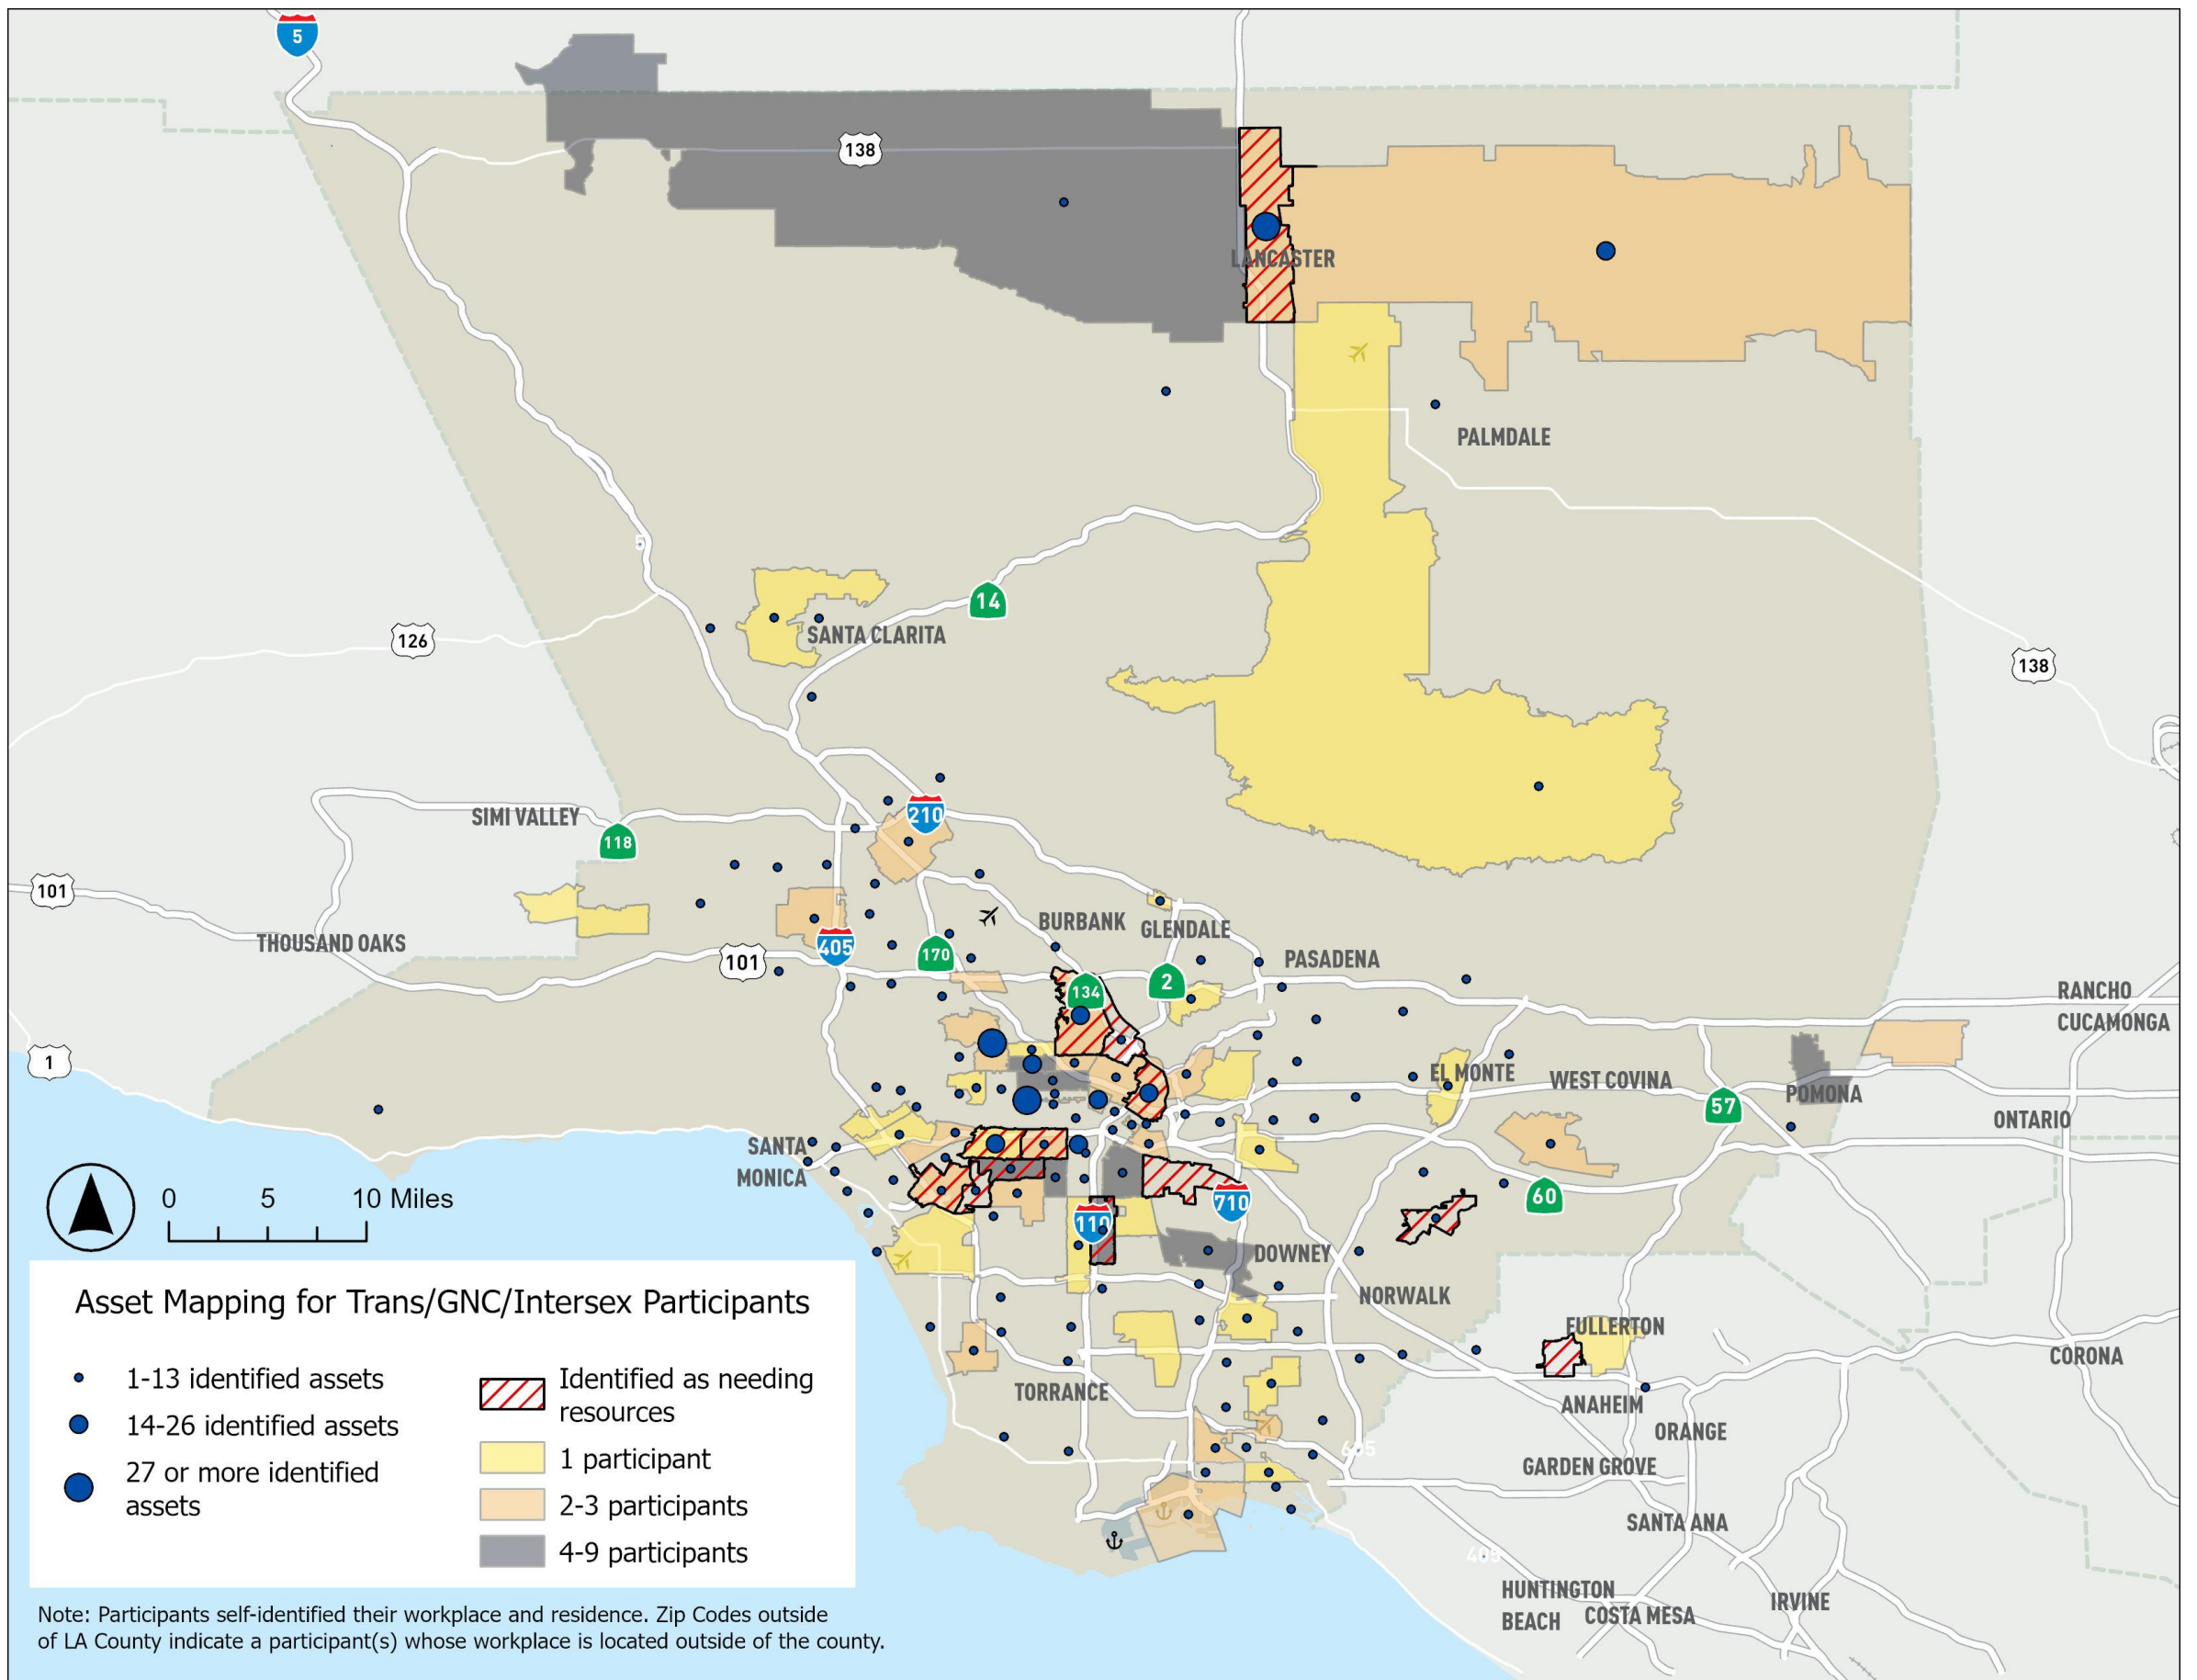 5
138
LANCASTER
PALMDALE
5
14
SANTA CLARITA
126
138
SIMI VALLEY
118
210
101
THOUSAND OAKS
BURBANK
GLENDALE
405
170
101
PASADENA
134
2
RANCHO
CUCAMONGA
1
EL MONTE
WEST COVINA
POMONA
57
ONTARIO
SANTA
MONICA
0 5 10 Miles
710
60
110
DOWNEY
NORWALK
FULLERTON
CORONA
TORRANCE
ANAHEIM
ORANGE
605
GARDEN GROVE
SANTA ANA
405
HUNTINGTON
BEACH
COSTA MESA
IRVINE
Asset Mapping for Trans/GNC/Intersex Participants
1-13 identified assets
14-26 identified assets
27 or more identified
assets
Identified as needing
resources
1 participant
2-3 participants
4-9 participants
Note: Participants self-identified their workplace and residence. Zip Codes outside
of LA County indicate a participant(s) whose workplace is located outside of the county.